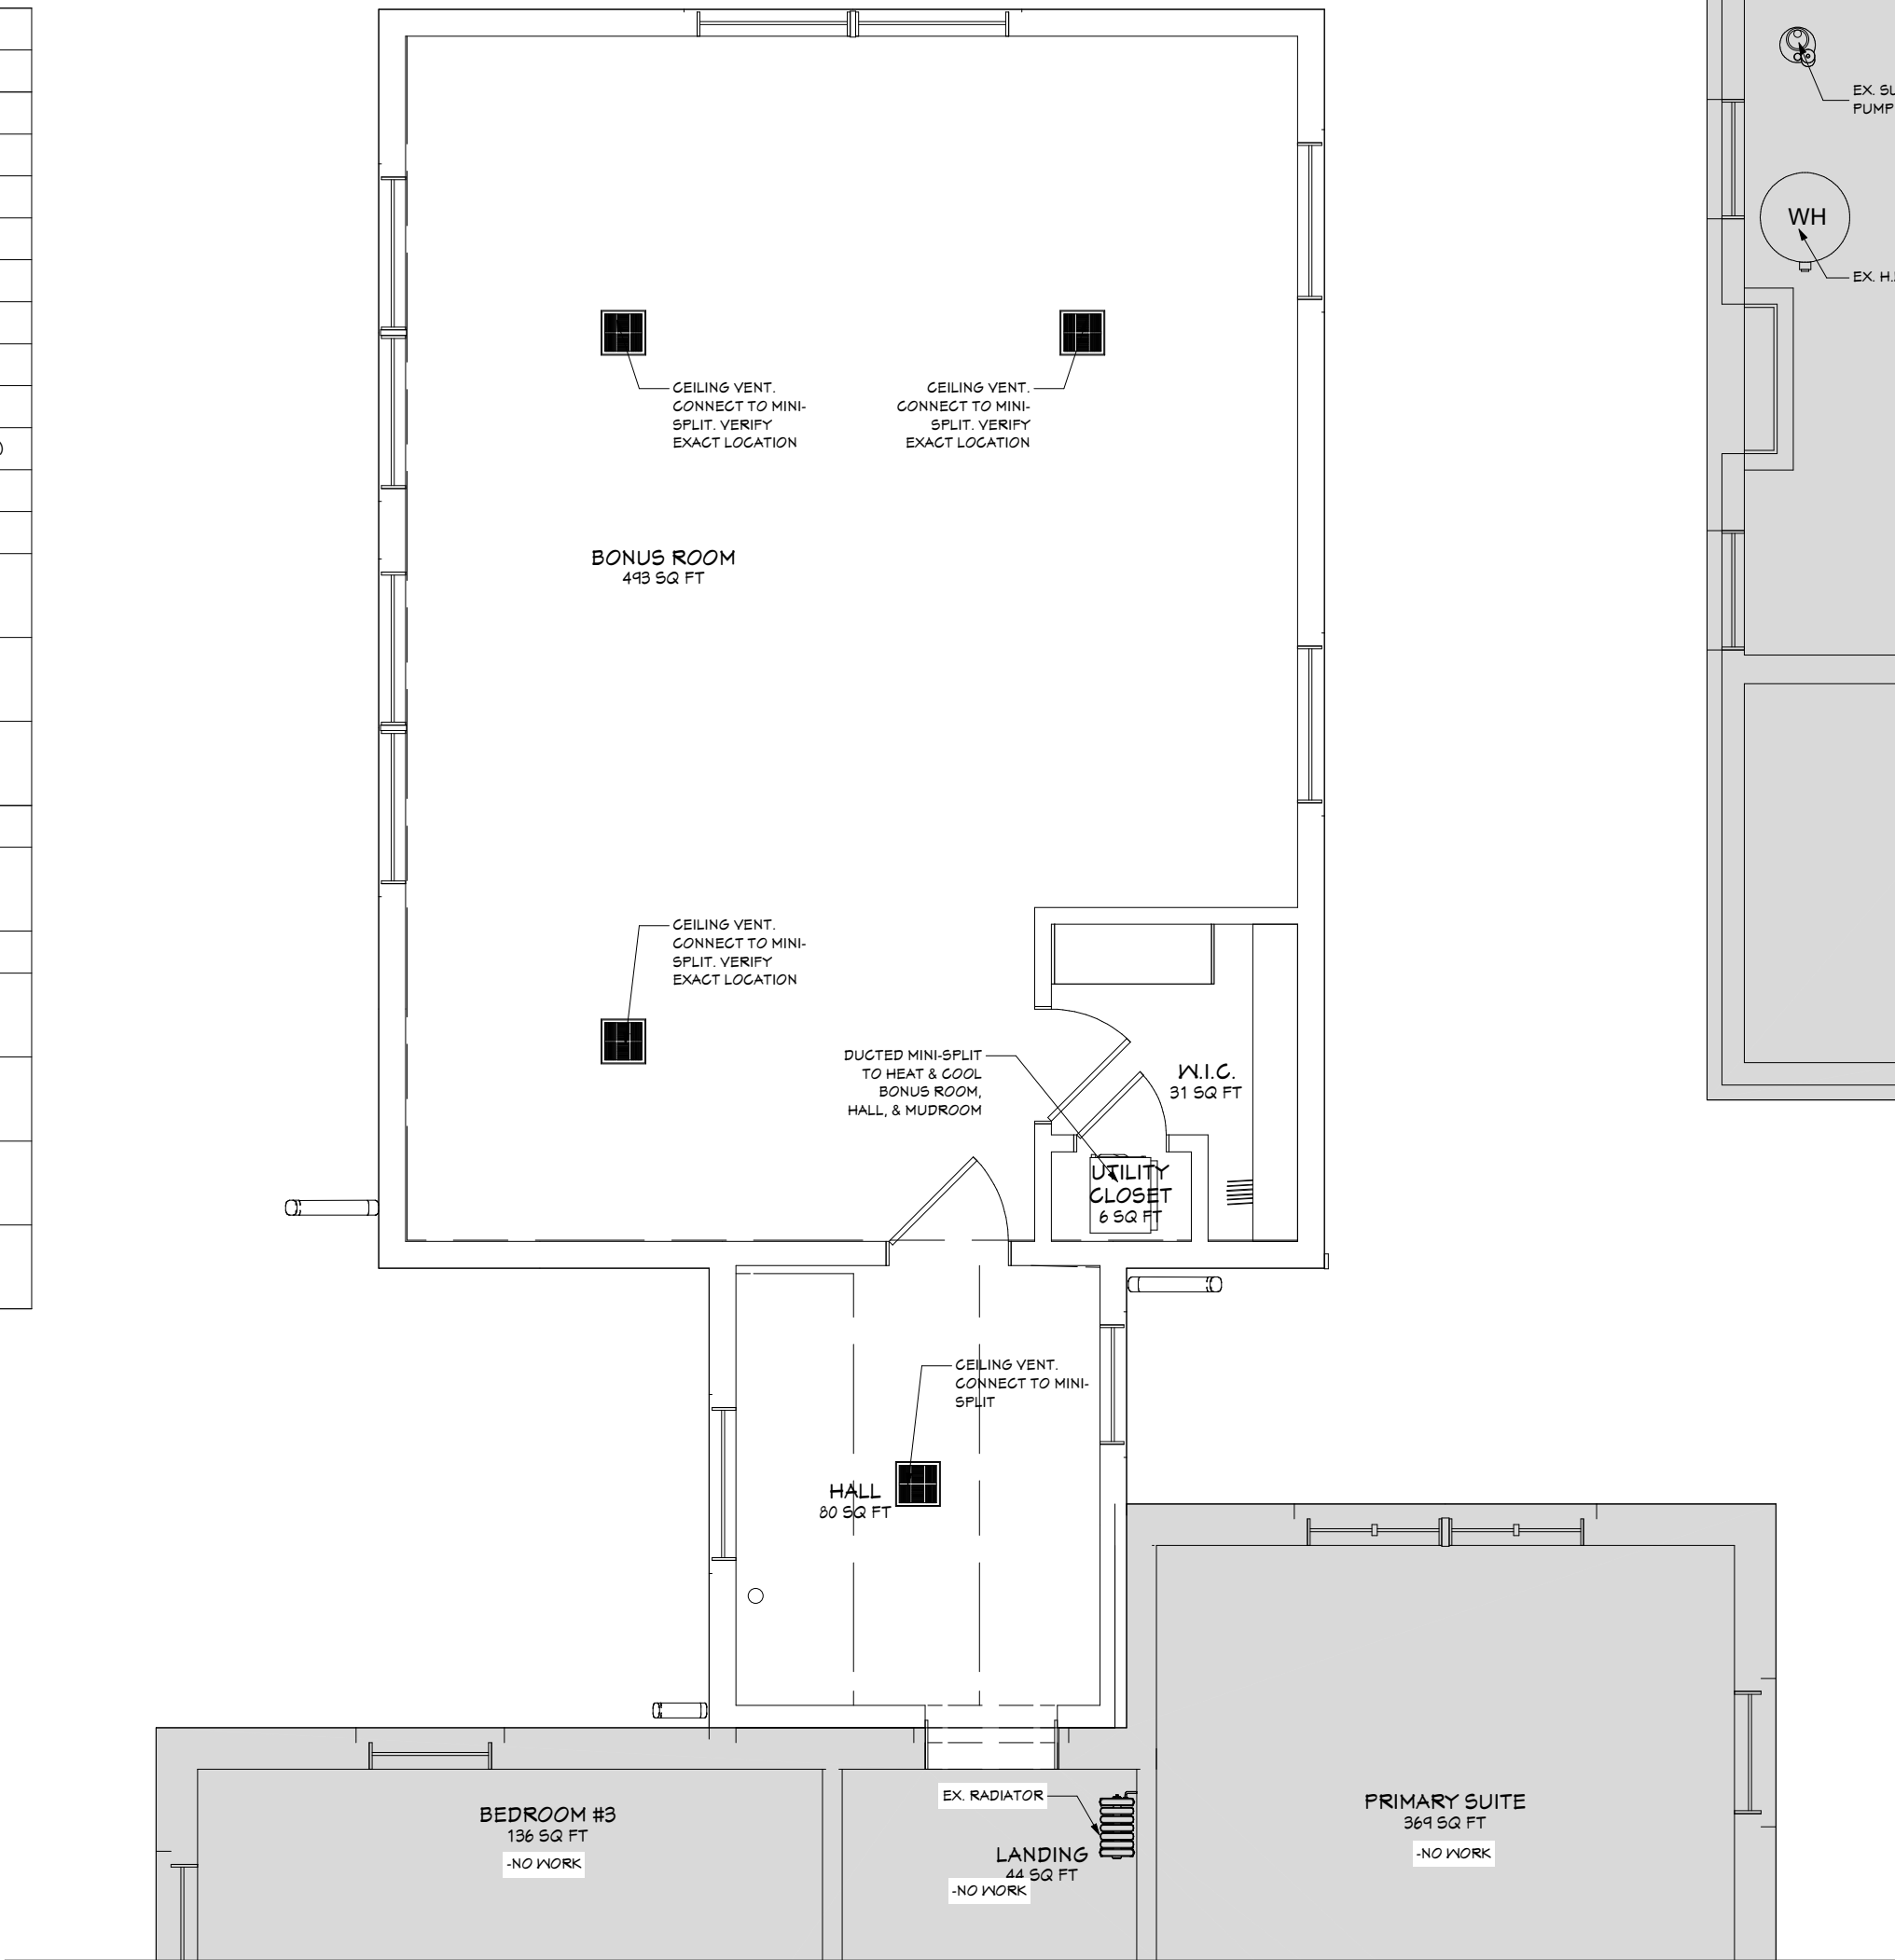 EX.
PUMP
WH
EX.
CEILING VENT.
CONNECT TO MINI-
SPLIT. VERIFY
EXACT LOCATION
CEILING VENT.
CONNECT TO MINI-
SPLIT. VERIFY
EXACT LOCATION
BONUS ROOM
493 SQ FT
CEILING VENT.
CONNECT TO MINI-
SPLIT. VERIFY
EXACT LOCATION
DUCTED MINI-SPLIT
TO HEAT & COOL
BONUS ROOM,
HALL, & MUDROOM
W.I.C.
31 SQ FT
UTILITY
CLOSET
6 SQ FT
CEILING VENT.
CONNECT TO MINI-
SPLIT
HALL
80 SQ FT
EX. RADIATOR
BEDROOM #3
136 SQ FT
-NO WORK
LANDING
44 SQ FT
-NO WORK
PRIMARY SUITE
369 SQ FT
-NO WORK